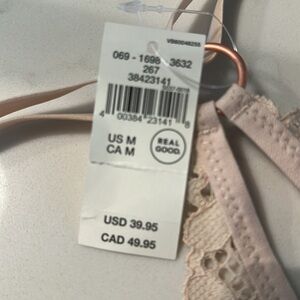 069 - 1698 - 3632
267
38423141
4 00384 23141 8
US M
CA M
REAL
GOOD.
USD 39.95
CAD 49.95